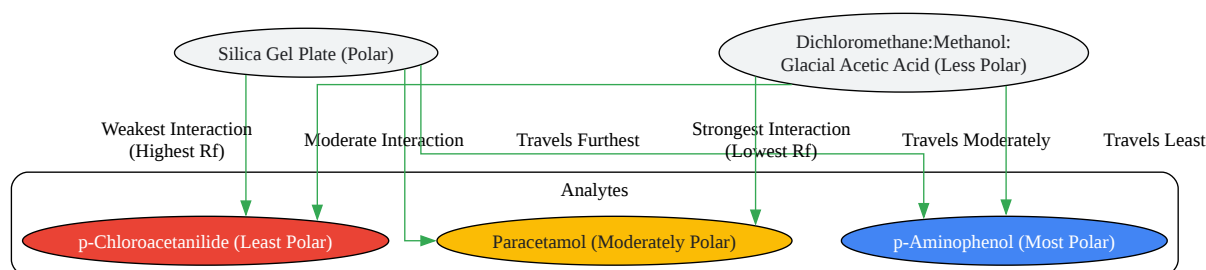 Silica Gel Plate (Polar)
Dichloromethane:Methanol:
Glacial Acetic Acid (Less Polar)
Weakest Interaction
(Highest Rf)
Moderate Interaction
Travels Furthest
Strongest Interaction
(Lowest Rf)
Travels Moderately
Travels Least
Analytes
p-Chloroacetanilide (Least Polar)
Paracetamol (Moderately Polar)
p-Aminophenol (Most Polar)